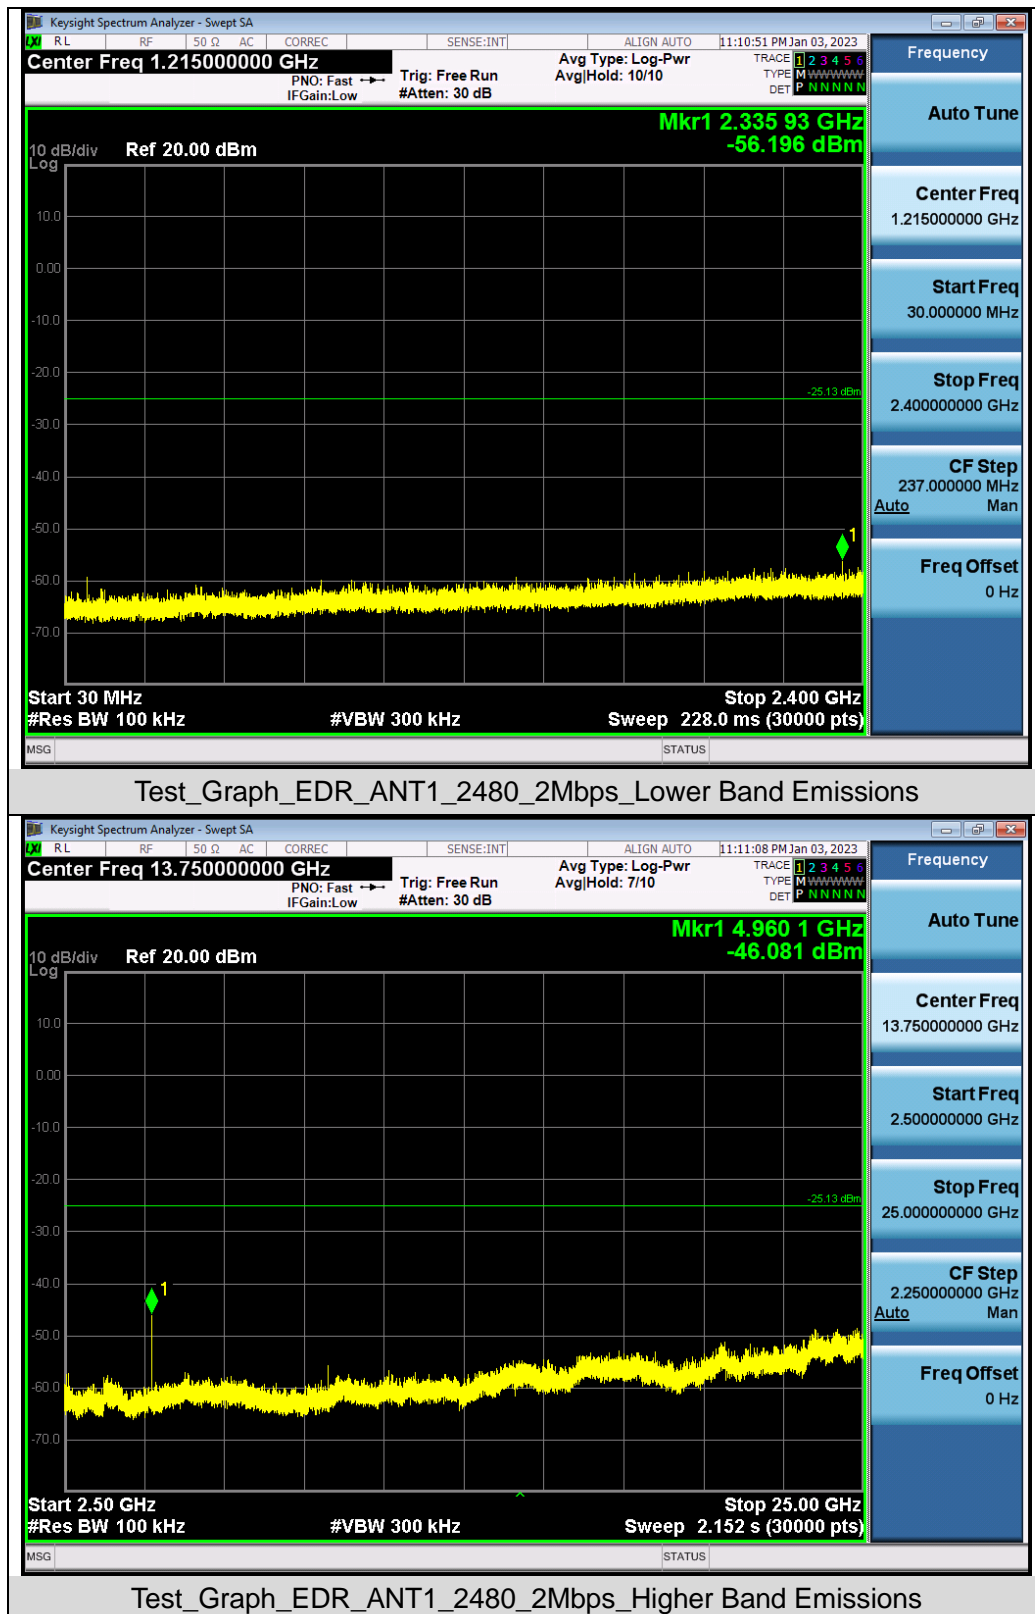 Keysight Spectrum Analyzer - Swept SA
LXI RL RF 50 Ω AC CORREC SENSE:INT ALIGN AUTO 11:10:51 PM Jan 03, 2023
Center Freq 1.215000000 GHz Avg Type: Log-Pwr TRACE 1 2 3 4 5 6
PNO: Fast Trig: Free Run Avg|Hold: 10/10 TYPE M W W W W W
IFGain:Low #Atten: 30 dB DET P N N N N N
Mkr1 2.335 93 GHz
-56.196 dBm
10 dB/div Ref 20.00 dBm
Log
10.0
0.00
-10.0
-20.0
-25.13 dBm
-30.0
-40.0
-50.0
1
-60.0
-70.0
Start 30 MHz Stop 2.400 GHz
#Res BW 100 kHz #VBW 300 kHz Sweep 228.0 ms (30000 pts)
MSG STATUS
Frequency
Auto Tune
Center Freq
1.215000000 GHz
Start Freq
30.000000 MHz
Stop Freq
2.400000000 GHz
CF Step
237.000000 MHz
Auto Man
Freq Offset
0 Hz
Test_Graph_EDR_ANT1_2480_2Mbps_Lower Band Emissions
Keysight Spectrum Analyzer - Swept SA
LXI RL RF 50 Ω AC CORREC SENSE:INT ALIGN AUTO 11:11:08 PM Jan 03, 2023
Center Freq 13.750000000 GHz Avg Type: Log-Pwr TRACE 1 2 3 4 5 6
PNO: Fast Trig: Free Run Avg|Hold: 7/10 TYPE M W W W W W
IFGain:Low #Atten: 30 dB DET P N N N N N
Mkr1 4.960 1 GHz
-46.081 dBm
10 dB/div Ref 20.00 dBm
Log
10.0
0.00
-10.0
-20.0
-25.13 dBm
-30.0
-40.0
1
-50.0
-60.0
-70.0
Start 2.50 GHz Stop 25.00 GHz
#Res BW 100 kHz #VBW 300 kHz Sweep 2.152 s (30000 pts)
MSG STATUS
Frequency
Auto Tune
Center Freq
13.750000000 GHz
Start Freq
2.500000000 GHz
Stop Freq
25.000000000 GHz
CF Step
2.250000000 GHz
Auto Man
Freq Offset
0 Hz
Test_Graph_EDR_ANT1_2480_2Mbps_Higher Band Emissions